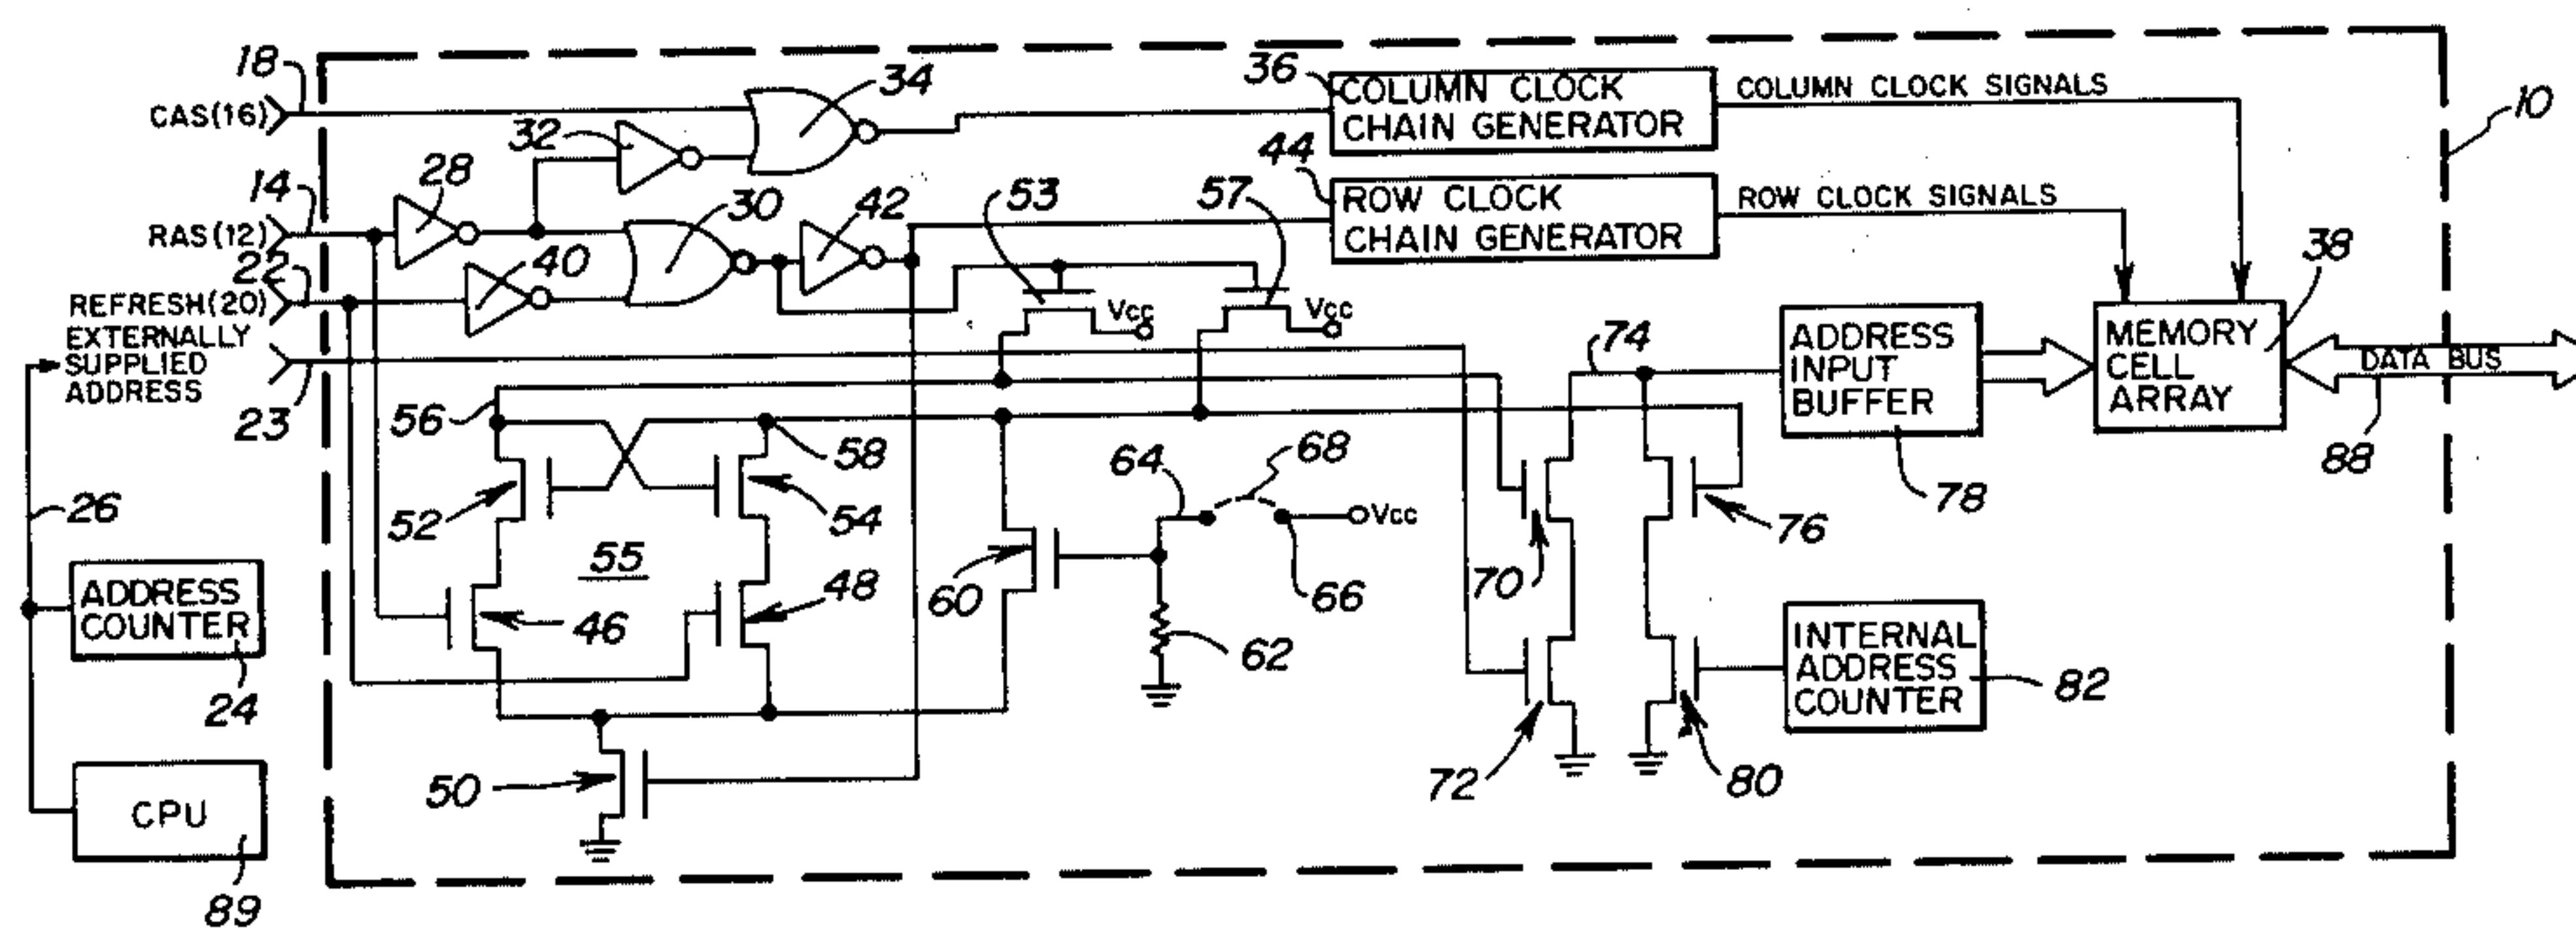 18
CAS(16)
34
36
COLUMN CLOCK
CHAIN GENERATOR
COLUMN CLOCK SIGNALS
10
32
28
14
RAS(12)
30
42
53
57
44
ROW CLOCK
CHAIN GENERATOR
ROW CLOCK SIGNALS
38
22
REFRESH(20)
40
Vcc
Vcc
EXTERNALLY
SUPPLIED
ADDRESS
23
74
ADDRESS
INPUT
BUFFER
78
MEMORY
CELL
ARRAY
DATA BUS
88
56
58
64
68
66
Vcc
26
52
54
55
60
70
76
ADDRESS
COUNTER
24
46
48
62
INTERNAL
ADDRESS
COUNTER
82
50
72
80
CPU
89